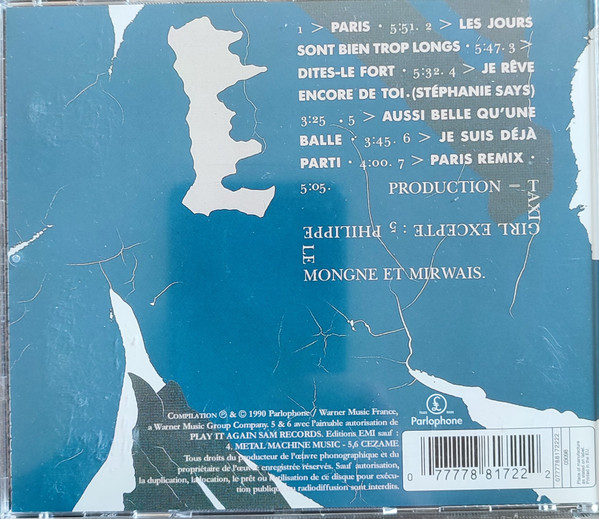 1 > PARIS · 5:51. 2 > LES JOURS
SONT BIEN TROP LONGS · 5:47. 3 >
DITES-LE FORT · 5:32. 4 > JE RÊVE
ENCORE DE TOI. (STÉPHANIE SAYS)
3:25 . 5 > AUSSI BELLE QU'UNE
BALLE · 3:45. 6 > JE SUIS DÉJÀ
PARTI · 4:00. 7 > PARIS REMIX ·
5:05. PRODUCTION – TAXI
GIRL EXCEPTE : 5 PHILIPPE
LE
MONGNE ET MIRWAIS.
COMPILATION ℗ & © 1990 Parlophone / Warner Music France,
a Warner Music Group Company. 5 & 6 avec l'aimable autorisation de
PLAY IT AGAIN SAM RECORDS. Editions EMI sauf :
4, METAL MACHINE MUSIC - 5,6 CEZAME
Tous droits du producteur de l'œuvre phonographique et du
propriétaire de l'œuvre enregistrée réservés. Sauf autorisation,
la duplication, la location, le prêt ou l'utilisation de ce disque pour exécu-
tion publique ou radiodiffusion sont interdits.
Parlophone
0 77778 81722 2
077778817222